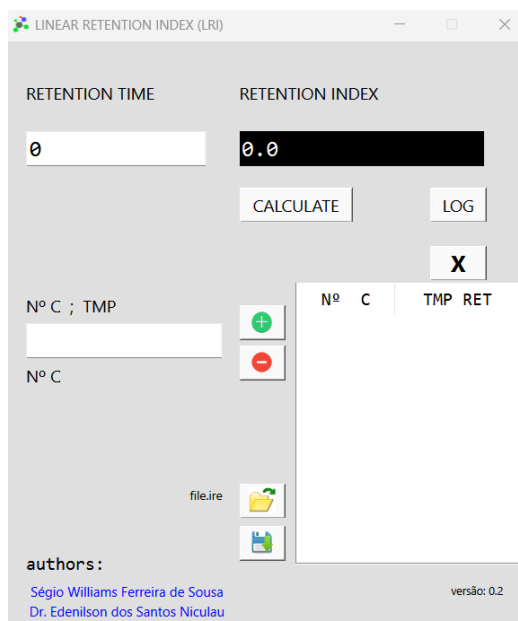 LINEAR RETENTION INDEX (LRI)
RETENTION TIME RETENTION INDEX
0 0.0
CALCULATE LOG
X
Nº C ; TMP
Nº C TMP RET
Nº C
file.ire
authors:
Ségio Williams Ferreira de Sousa
Dr. Edenilson dos Santos Niculau
versão: 0.2